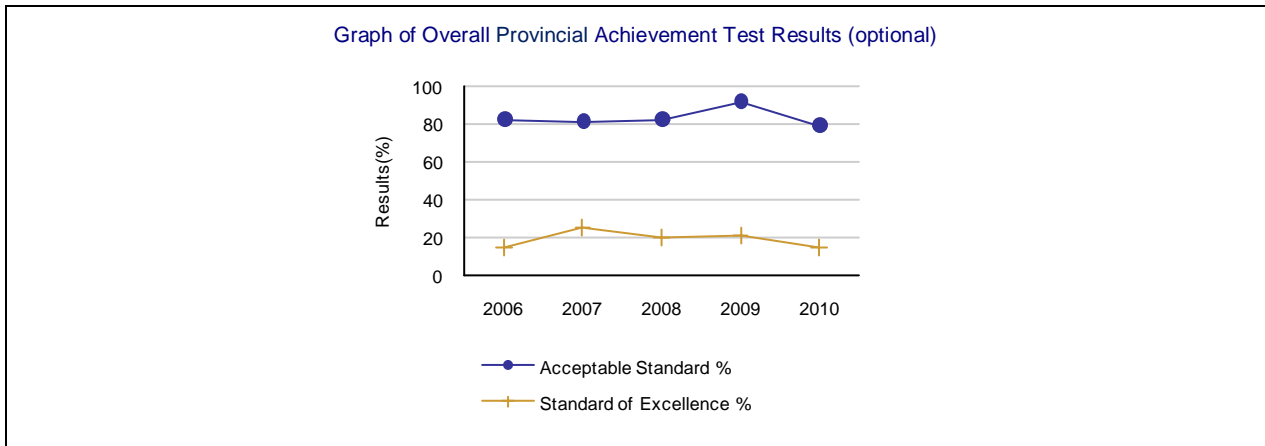 Graph of Overall Provincial Achievement Test Results (optional)
100
80
60
40
20
0
Results(%)
2006 2007 2008 2009 2010
Acceptable Standard %
Standard of Excellence %